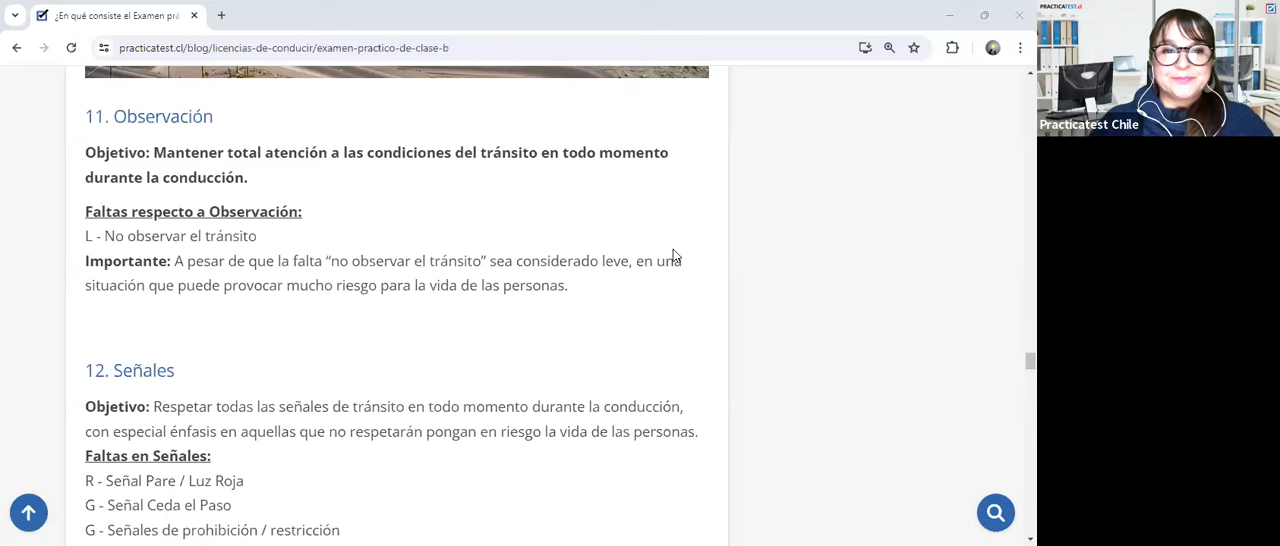 ¿En qué consiste el Examen prá
practicatest.cl/blog/licencias-de-conducir/examen-practico-de-clase-b
PRACTICATEST.cl
Practicatest Chile
11. Observación
Objetivo: Mantener total atención a las condiciones del tránsito en todo momento
durante la conducción.
Faltas respecto a Observación:
L - No observar el tránsito
Importante: A pesar de que la falta “no observar el tránsito” sea considerado leve, en una
situación que puede provocar mucho riesgo para la vida de las personas.
12. Señales
Objetivo: Respetar todas las señales de tránsito en todo momento durante la conducción,
con especial énfasis en aquellas que no respetarán pongan en riesgo la vida de las personas.
Faltas en Señales:
R - Señal Pare / Luz Roja
G - Señal Ceda el Paso
G - Señales de prohibición / restricción